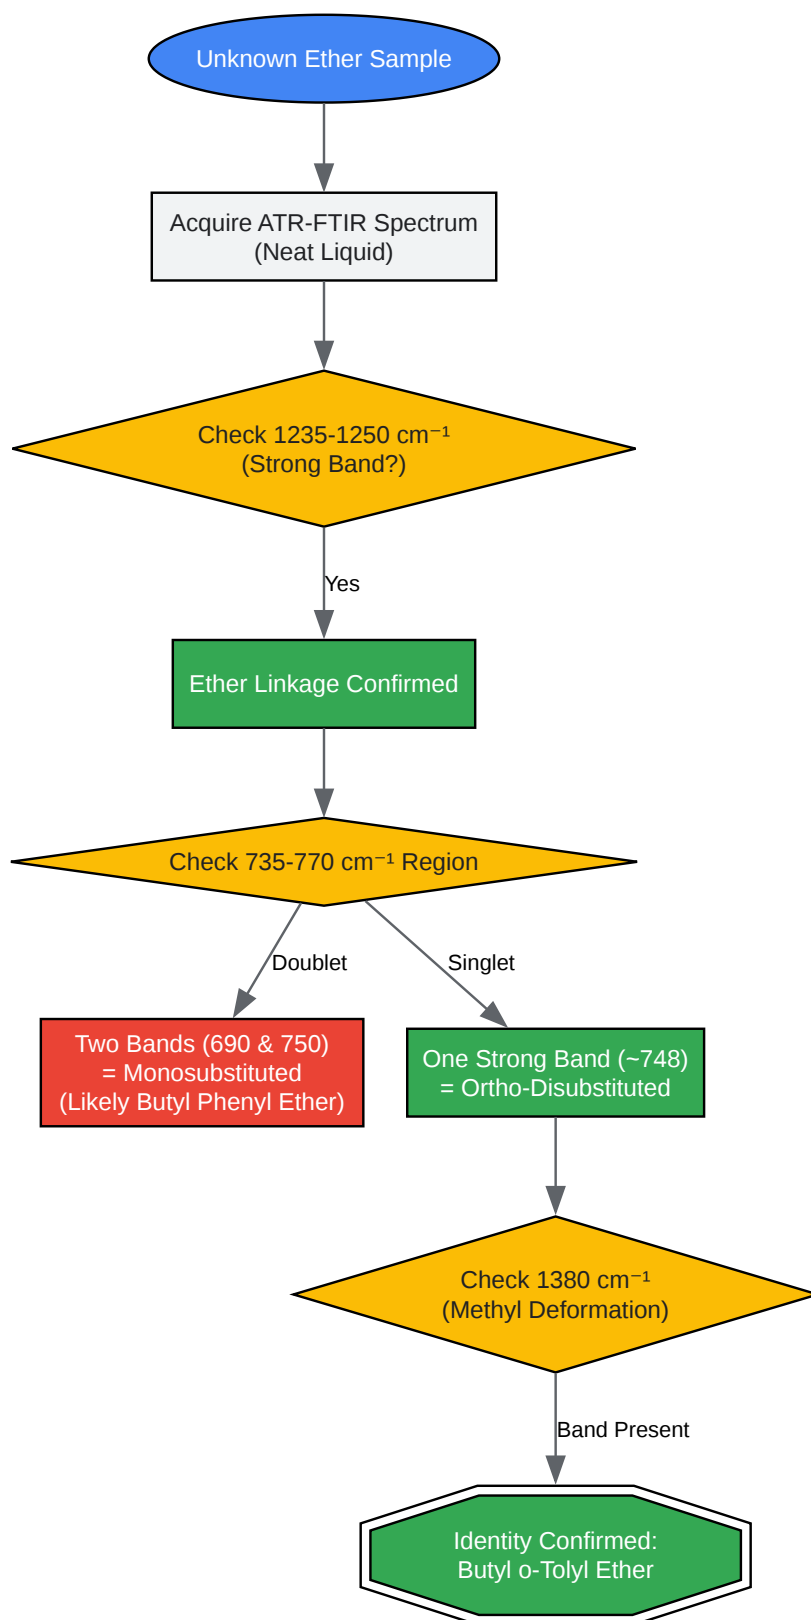 Unknown Ether Sample
Acquire ATR-FTIR Spectrum
(Neat Liquid)
Check 1235-1250 cm⁻¹
(Strong Band?)
Yes
Ether Linkage Confirmed
Check 735-770 cm⁻¹ Region
Doublet
Singlet
Two Bands (690 & 750)
= Monosubstituted
(Likely Butyl Phenyl Ether)
One Strong Band (~748)
= Ortho-Disubstituted
Check 1380 cm⁻¹
(Methyl Deformation)
Band Present
Identity Confirmed:
Butyl o-Tolyl Ether